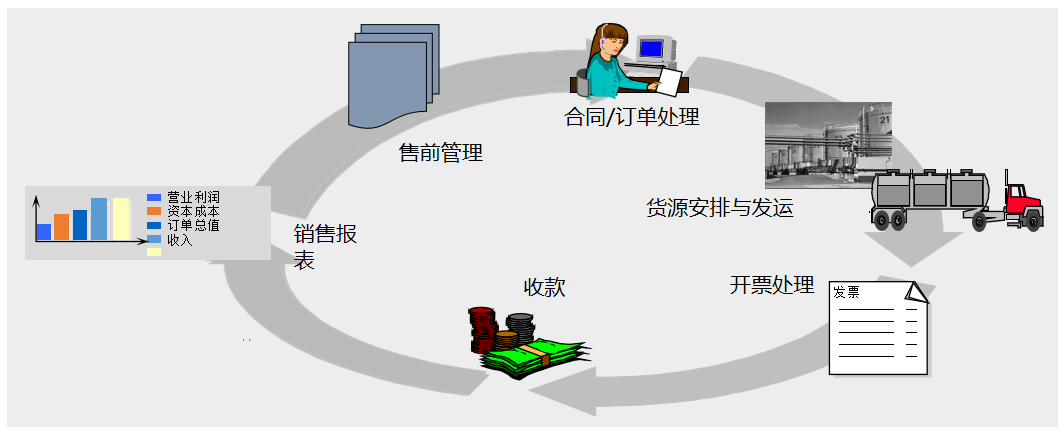 合同/订单处理
售前管理
21
营业利润
资本成本
订单总值
收入
货源安排与发运
销售报
表
收款
开票处理
发票